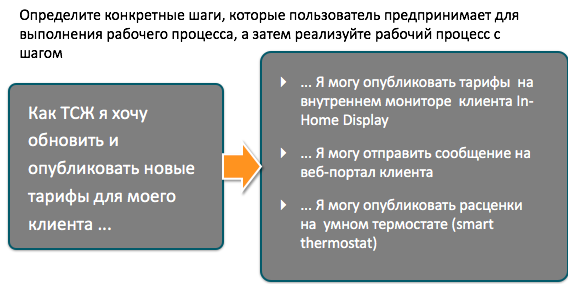 Определите конкретные шаги, которые пользователь предпринимает для
выполнения рабочего процесса, а затем реализуйте рабочий процесс с
шагом
Как ТСЖ я хочу
обновить и
опубликовать новые
тарифы для моего
клиента ...
... Я могу опубликовать тарифы на
внутреннем мониторе клиента In-
Home Display
... Я могу отправить сообщение на
веб-портал клиента
... Я могу опубликовать расценки
на умном термостате (smart
thermostat)